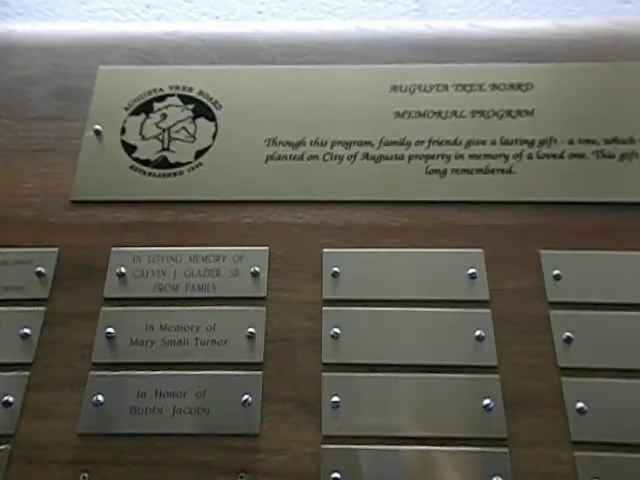 AUGUSTA TREE BOARD
ESTABLISHED
AUGUSTA TREE BOARD
MEMORIAL PROGRAM
Through this program, family or friends give a lasting gift - a tree, which
planted on City of Augusta property in memory of a loved one. This gift
long remembered.
IN LOVING MEMORY OF
CALVIN J. GLAZIER, SR.
FROM FAMILY
In Memory of
Mary Small Turner
In Honor of
Bobbi Jacobs